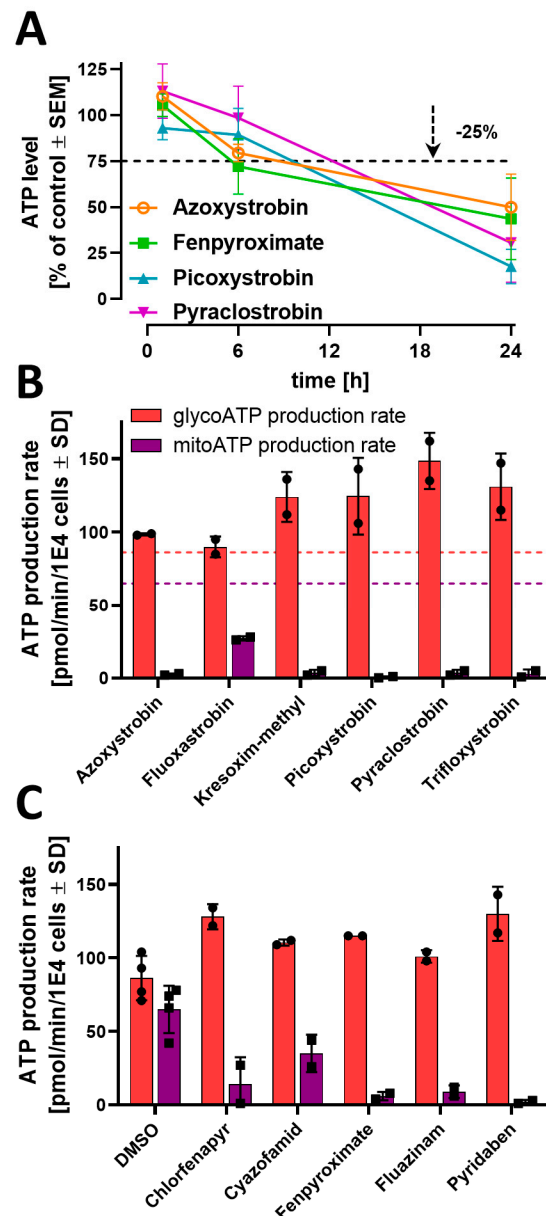 A
ATP level
[% of control ± SEM]
125
100
75
50
25
0
-25%
Azoxystrobin
Fenpyroximate
Picoxystrobin
Pyraclostrobin
0 6 12 18 24
time [h]
B
ATP production rate
[pmol/min/1E4 cells ± SD]
glycoATP production rate
mitoATP production rate
150
100
50
0
Azoxystrobin
Fluoxastrobin
Kresoxim-methyl
Picoxystrobin
Pyraclostrobin
Trifloxystrobin
C
ATP production rate
[pmol/min/1E4 cells ± SD]
150
100
50
0
DMSO
Chlorfenapyr
Cyazofamid
Fenpyroximate
Fluazinam
Pyridaben